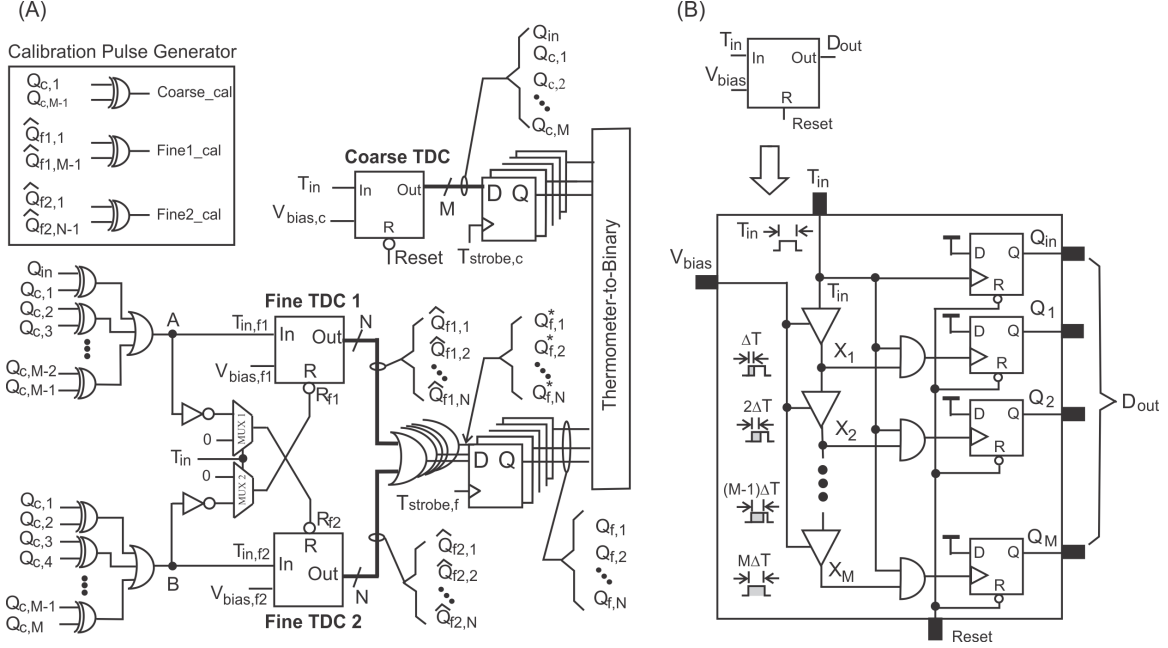 (A)
Calibration Pulse Generator
Qc,1
Qc,M-1
Coarse_cal
Q̂f1,1
Q̂f1,M-1
Fine1_cal
Q̂f2,1
Q̂f2,N-1
Fine2_cal
Qin
Qc,1
Qc,2
Qc,M
Coarse TDC
Tin
In
Out
Vbias,c
R
Reset
M
D Q
Tstrobe,c
Thermometer-to-Binary
Qin
Qc,1
Qc,2
Qc,3
Qc,M-2
Qc,M-1
A
Fine TDC 1
Tin,f1
In
Out
N
Vbias,f1
R
Rf1
Q̂f1,1
Q̂f1,2
Q̂f1,N
Q*f,1
Q*f,2
Q*f,N
0
MUX 1
Tin
0
MUX 2
D Q
Tstrobe,f
Qc,1
Qc,2
Qc,3
Qc,4
Qc,M-1
Qc,M
B
Rf2
R
Tin,f2
In
Out
N
Vbias,f2
Fine TDC 2
Q̂f2,1
Q̂f2,2
Q̂f2,N
Qf,1
Qf,2
Qf,N
(B)
Tin
In
Out
Dout
Vbias
R
Reset
Tin
Vbias
Tin
Tin
D Q
R
Qin
ΔT
X1
D Q
R
Q1
2ΔT
X2
D Q
Q2
(M-1)ΔT
MΔT
XM
D Q
QM
Dout
Reset